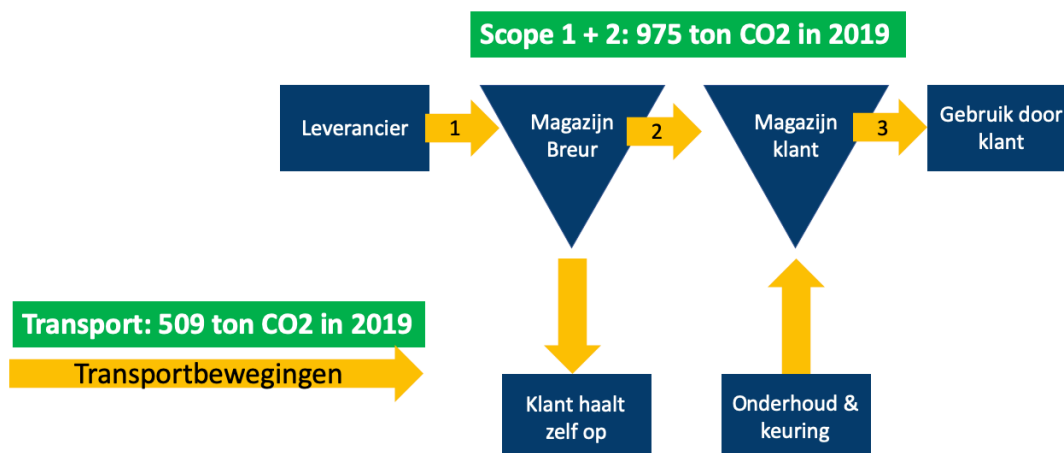 Scope 1 + 2: 975 ton CO2 in 2019
Leverancier
1
Magazijn
Breur
2
Magazijn
klant
3
Gebruik door
klant
Transport: 509 ton CO2 in 2019
Transportbewegingen
Klant haalt
zelf op
Onderhoud &
keuring